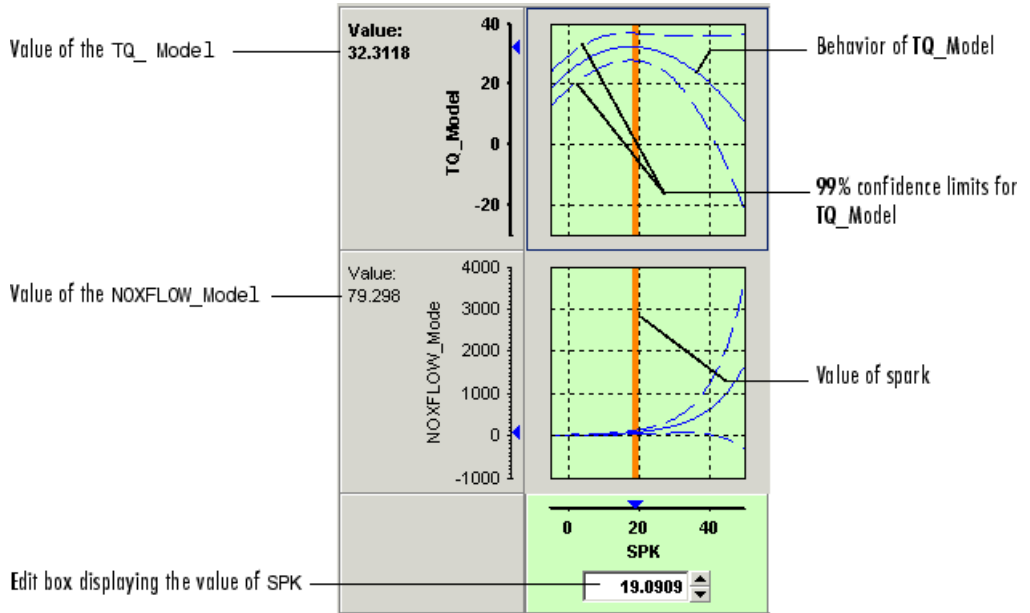 Value of the TQ_ Model
Value:
32.3118
TQ_Model
40
20
0
-20
Behavior of TQ_Model
99% confidence limits for
TQ_Model
Value of the NOXFLOW_Model
Value:
79.298
NOXFLOW_Mode
4000
3000
2000
1000
0
-1000
Value of spark
0 20 40
SPK
Edit box displaying the value of SPK
19.0909